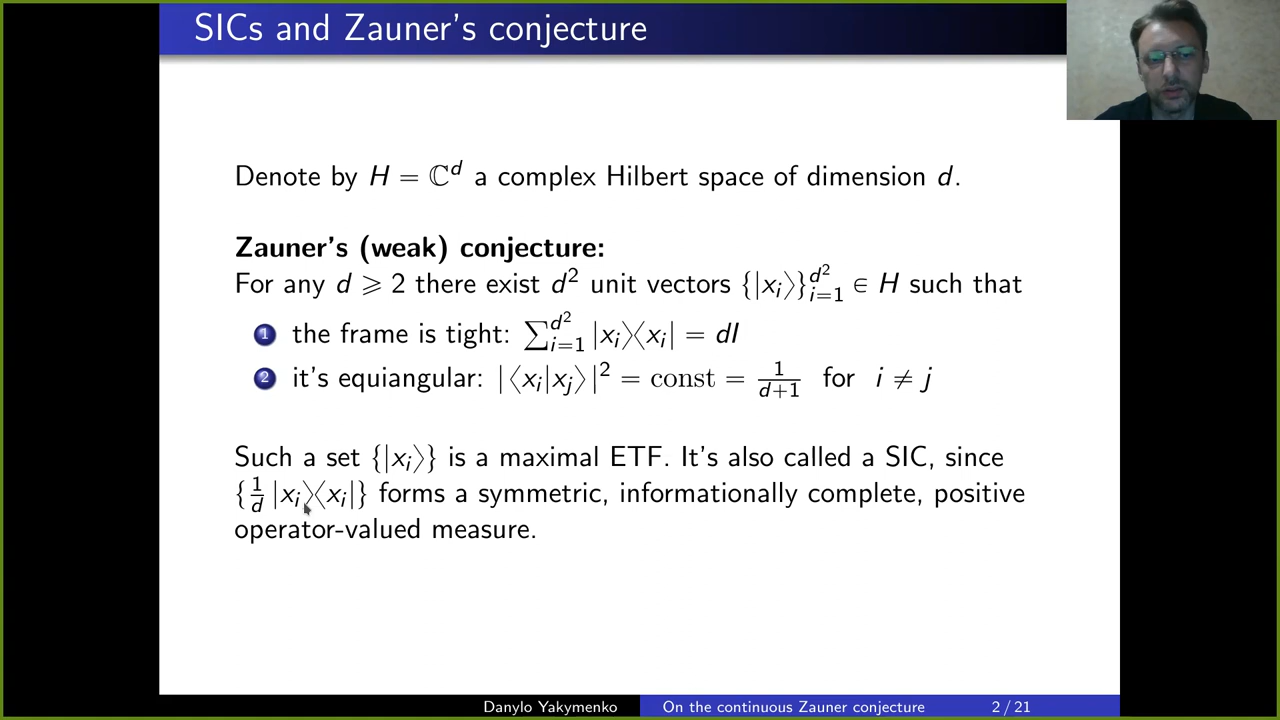 SICs and Zauner's conjecture
Denote by H = ℂ^d a complex Hilbert space of dimension d.
Zauner's (weak) conjecture:
For any d ⩾ 2 there exist d² unit vectors {|x_i⟩}_{i=1}^{d²} ∈ H such that
1 the frame is tight: ∑_{i=1}^{d²} |x_i⟩⟨x_i| = dI
2 it's equiangular: |⟨x_i|x_j⟩|² = const = 1/(d+1) for i ≠ j
Such a set {|x_i⟩} is a maximal ETF. It's also called a SIC, since
{1/d |x_i⟩⟨x_i|} forms a symmetric, informationally complete, positive
operator-valued measure.
Danylo Yakymenko On the continuous Zauner conjecture 2 / 21